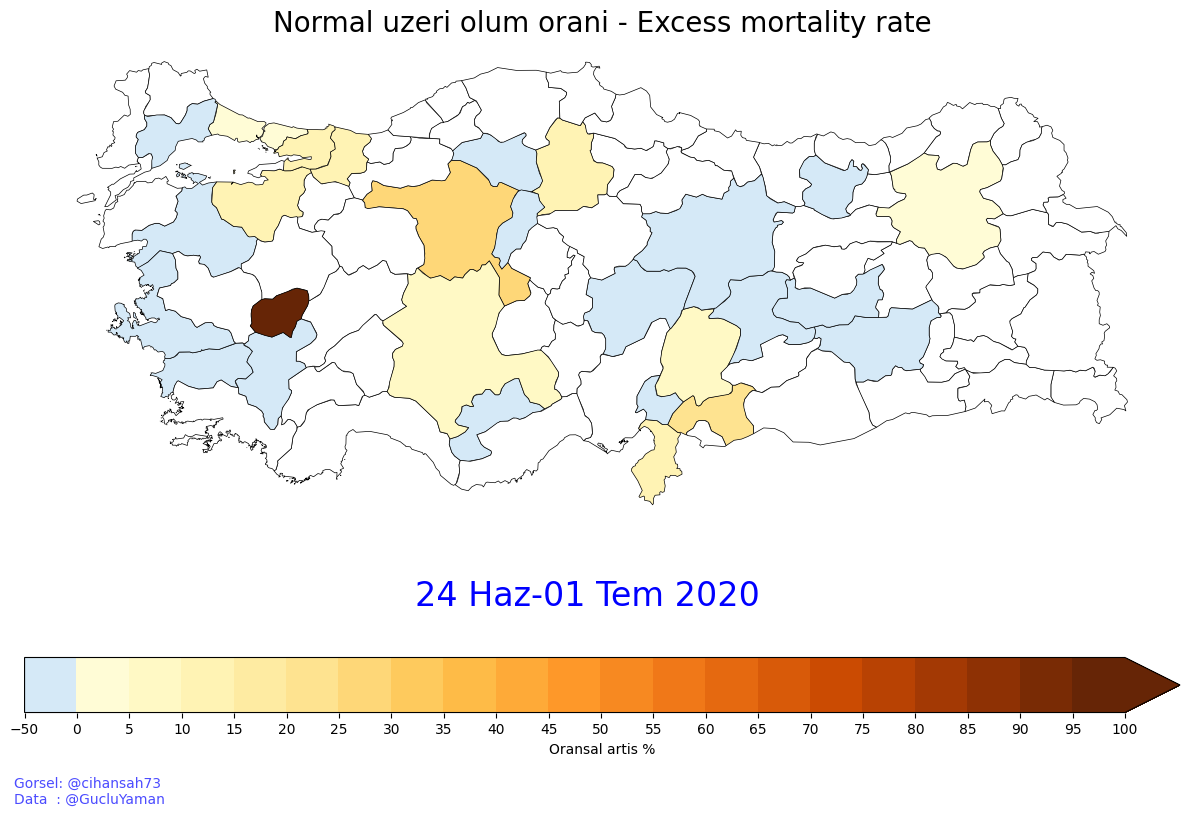 Normal uzeri olum orani - Excess mortality rate
24 Haz-01 Tem 2020
−50 0 5 10 15 20 25 30 35 40 45 50 55 60 65 70 75 80 85 90 95 100
Oransal artis %
Gorsel: @cihansah73
Data  : @GucluYaman